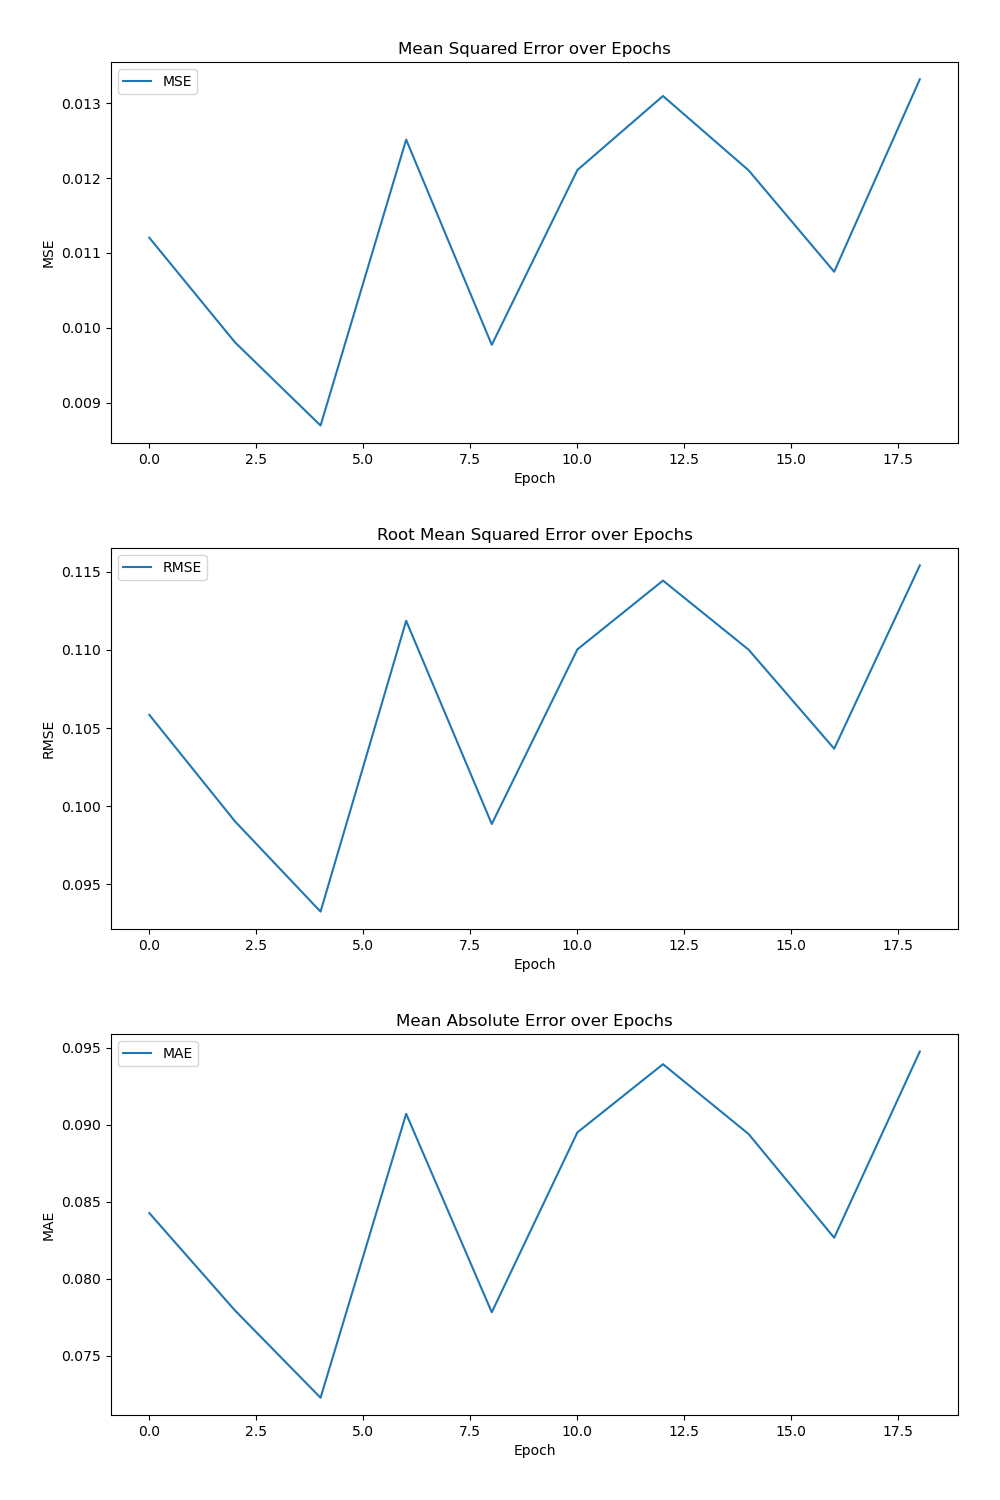 Mean Squared Error over Epochs
MSE
0.013
0.012
0.011
0.010
0.009
MSE
0.0 2.5 5.0 7.5 10.0 12.5 15.0 17.5
Epoch
Root Mean Squared Error over Epochs
RMSE
0.115
0.110
0.105
0.100
0.095
RMSE
0.0 2.5 5.0 7.5 10.0 12.5 15.0 17.5
Epoch
Mean Absolute Error over Epochs
MAE
0.095
0.090
0.085
0.080
0.075
MAE
0.0 2.5 5.0 7.5 10.0 12.5 15.0 17.5
Epoch